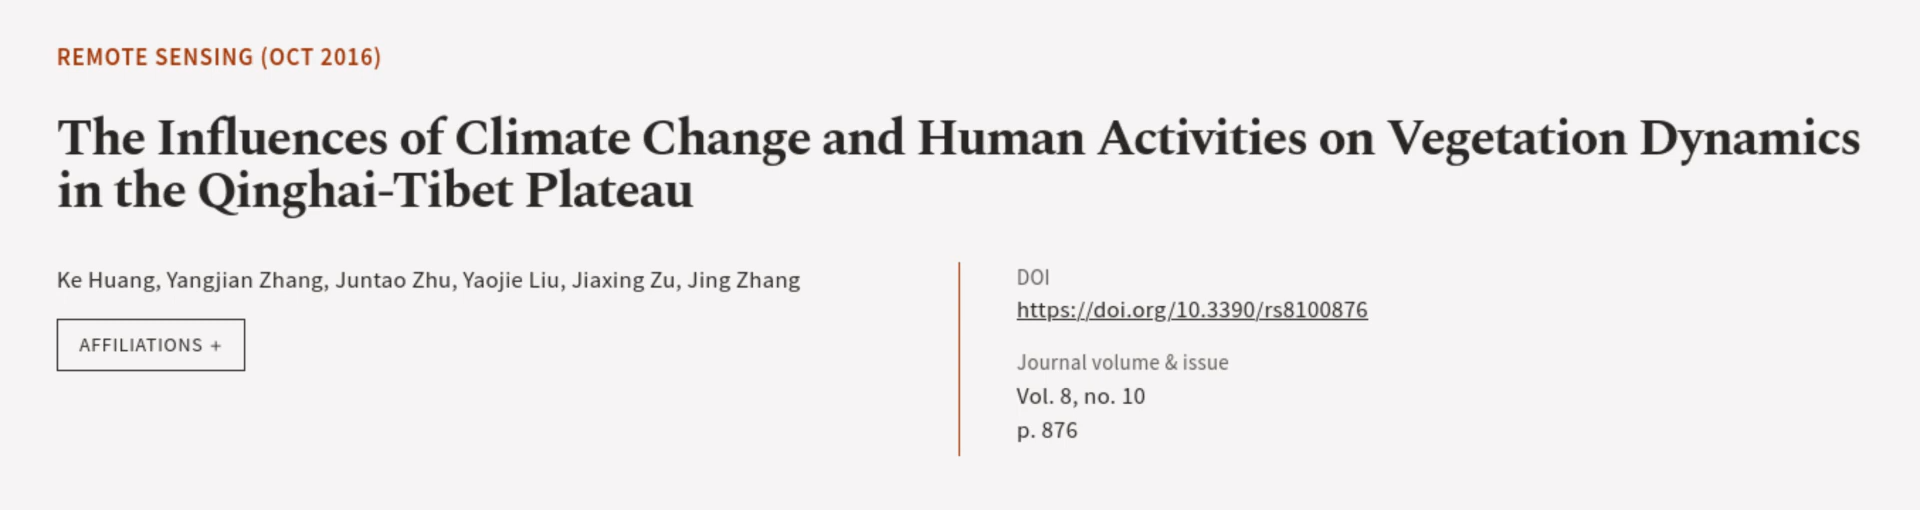 REMOTE SENSING (OCT 2016)
The Influences of Climate Change and Human Activities on Vegetation Dynamics
in the Qinghai-Tibet Plateau
Ke Huang, Yangjian Zhang, Juntao Zhu, Yaojie Liu, Jiaxing Zu, Jing Zhang
AFFILIATIONS +
DOI
https://doi.org/10.3390/rs8100876
Journal volume & issue
Vol. 8, no. 10
p. 876